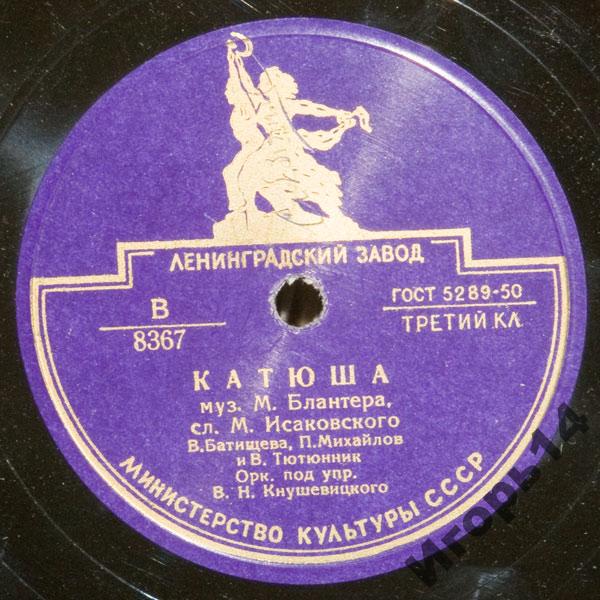 ЛЕНИНГРАДСКИЙ ЗАВОД
В
8367
ГОСТ 5289-50
ТРЕТИЙ КЛ.
КАТЮША
муз. М. Блантера,
сл. М. Исаковского
В.Батищева, П.Михайлов
и В. Тютюнник
Орк. под упр.
В. Н. Кнушевицкого
МИНИСТЕРСТВО КУЛЬТУРЫ СССР
Игорь14